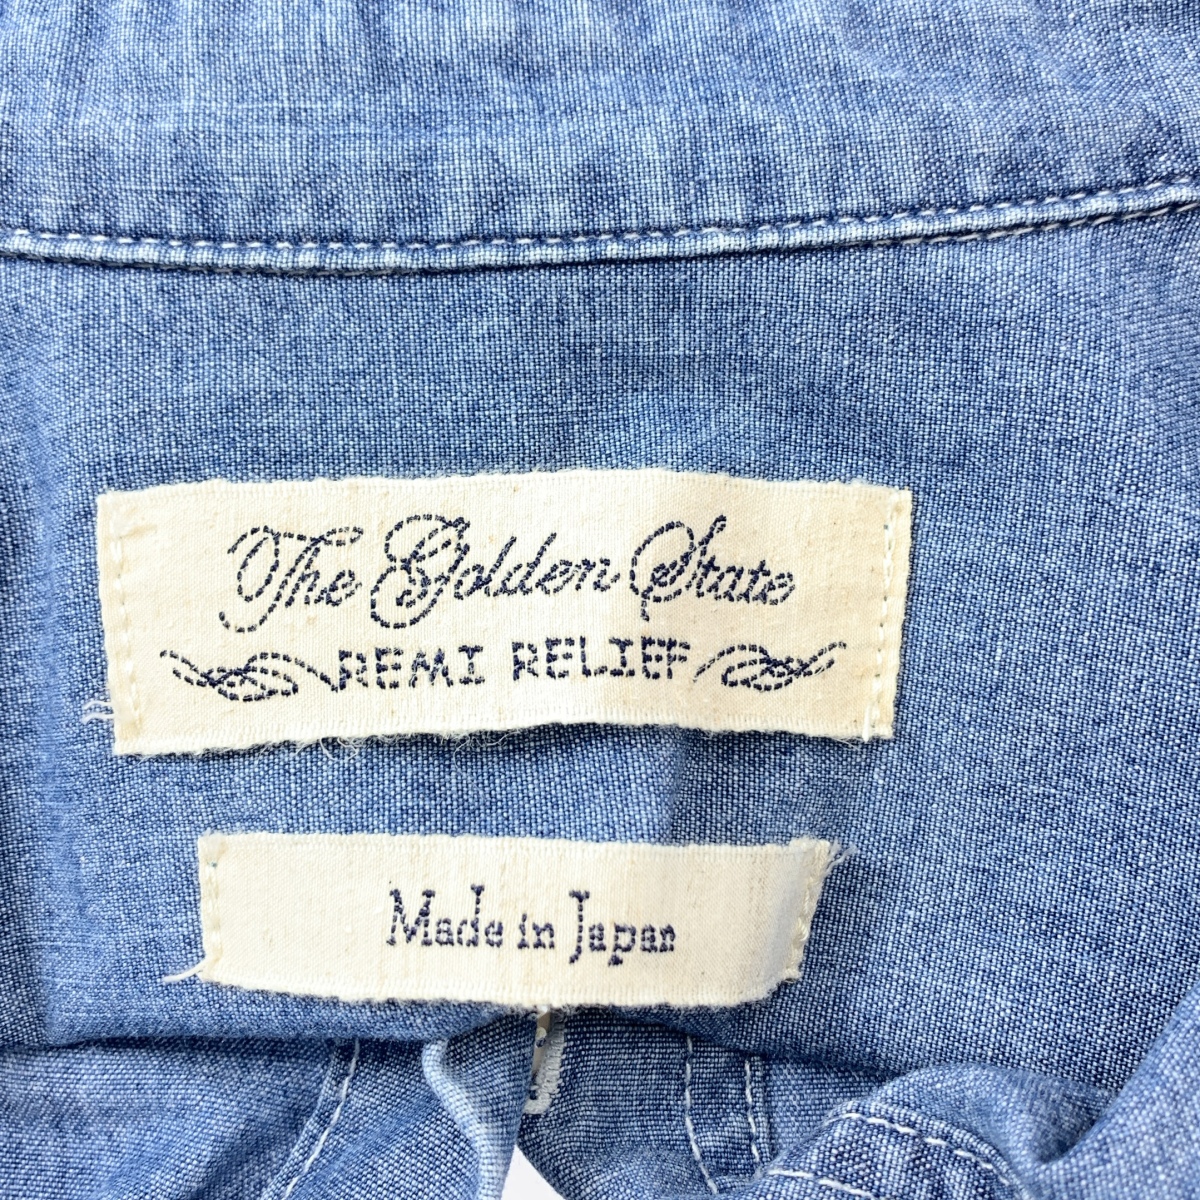 The Golden State
REMI RELIEF
Made in Japan